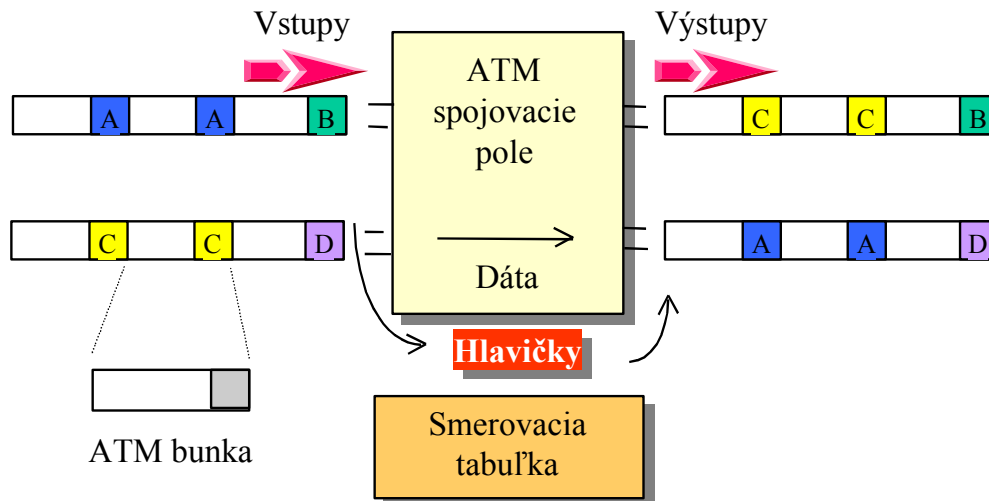 Vstupy
Výstupy
ATM
spojovacie
pole
A A B
C C B
C C D
A A D
Dáta
Hlavičky
ATM bunka
Smerovacia
tabuľka